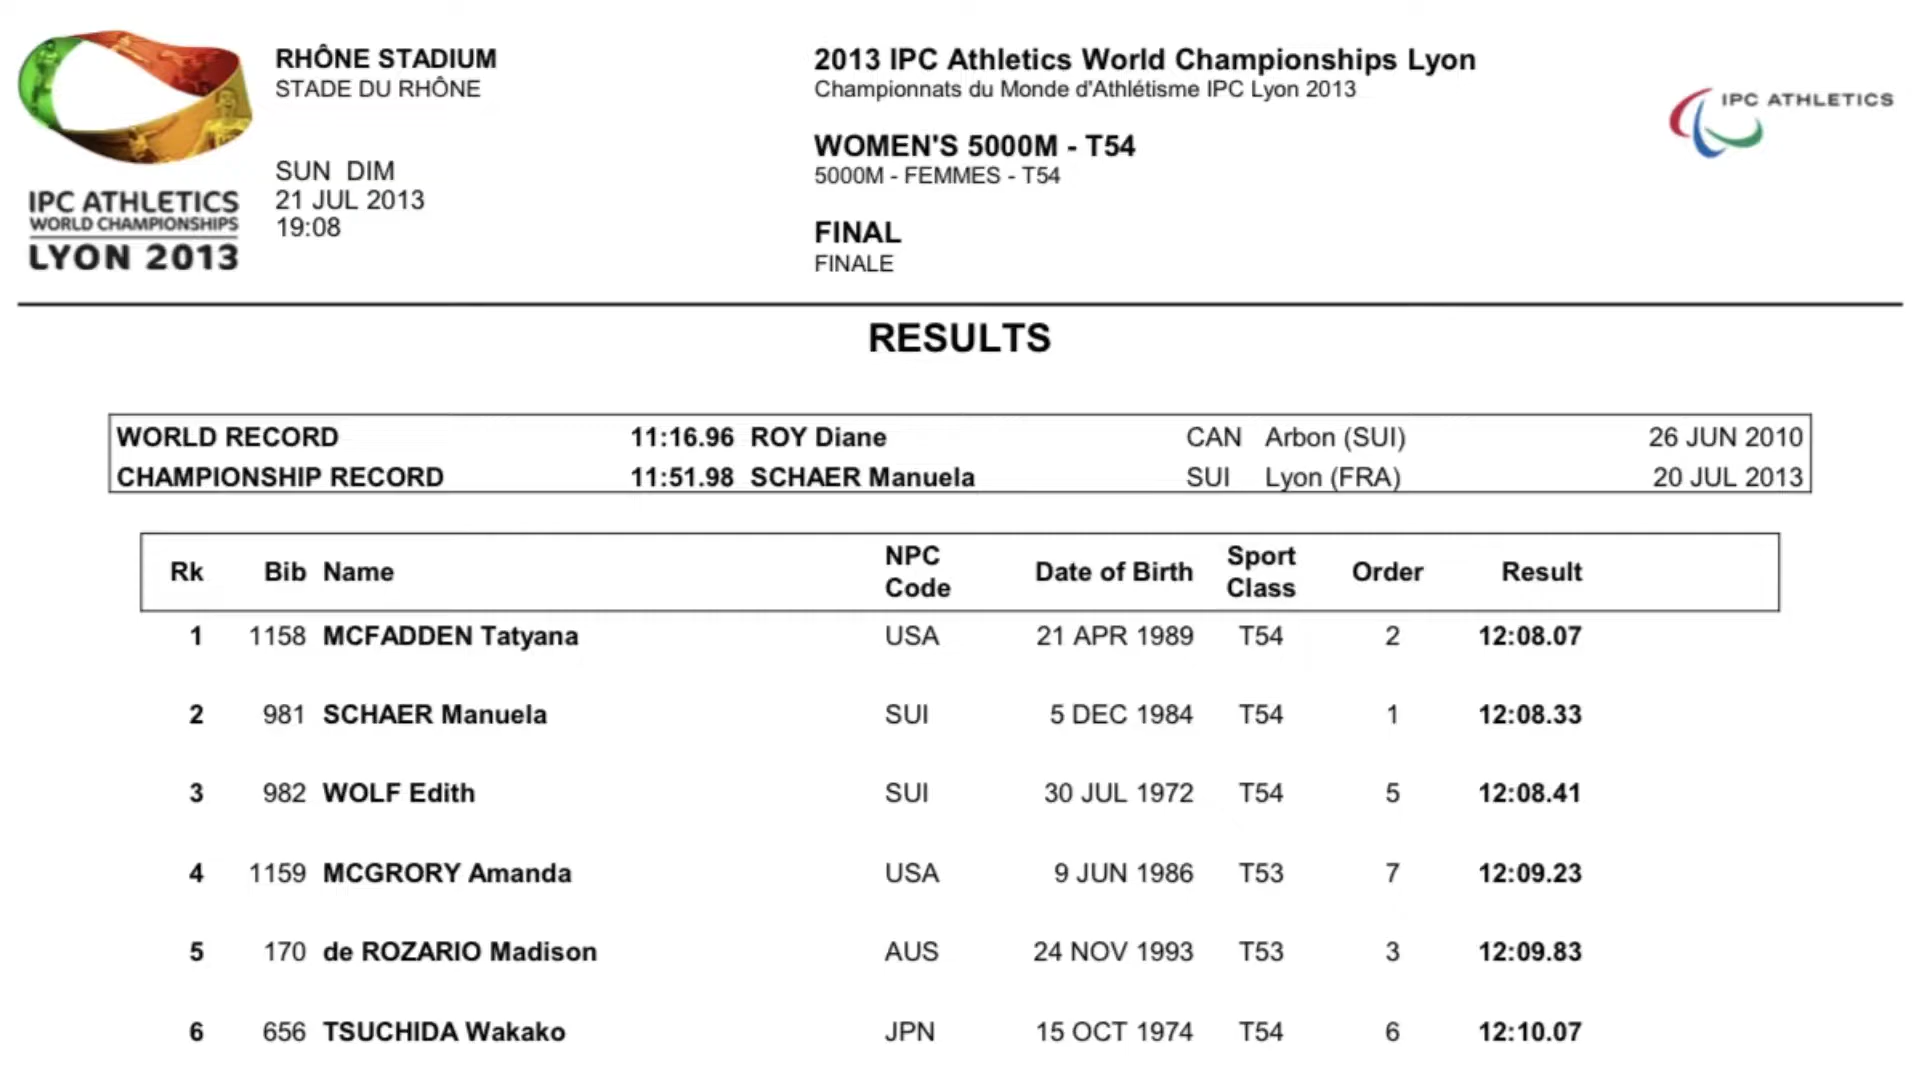 RHÔNE STADIUM
STADE DU RHÔNE
SUN DIM
21 JUL 2013
19:08
IPC ATHLETICS
WORLD CHAMPIONSHIPS
LYON 2013
2013 IPC Athletics World Championships Lyon
Championnats du Monde d'Athlétisme IPC Lyon 2013
WOMEN'S 5000M - T54
5000M - FEMMES - T54
FINAL
FINALE
IPC ATHLETICS
RESULTS
WORLD RECORD 11:16.96 ROY Diane CAN Arbon (SUI) 26 JUN 2010
CHAMPIONSHIP RECORD 11:51.98 SCHAER Manuela SUI Lyon (FRA) 20 JUL 2013
Rk Bib Name NPC Code Date of Birth Sport Class Order Result
1 1158 MCFADDEN Tatyana USA 21 APR 1989 T54 2 12:08.07
2 981 SCHAER Manuela SUI 5 DEC 1984 T54 1 12:08.33
3 982 WOLF Edith SUI 30 JUL 1972 T54 5 12:08.41
4 1159 MCGRORY Amanda USA 9 JUN 1986 T53 7 12:09.23
5 170 de ROZARIO Madison AUS 24 NOV 1993 T53 3 12:09.83
6 656 TSUCHIDA Wakako JPN 15 OCT 1974 T54 6 12:10.07